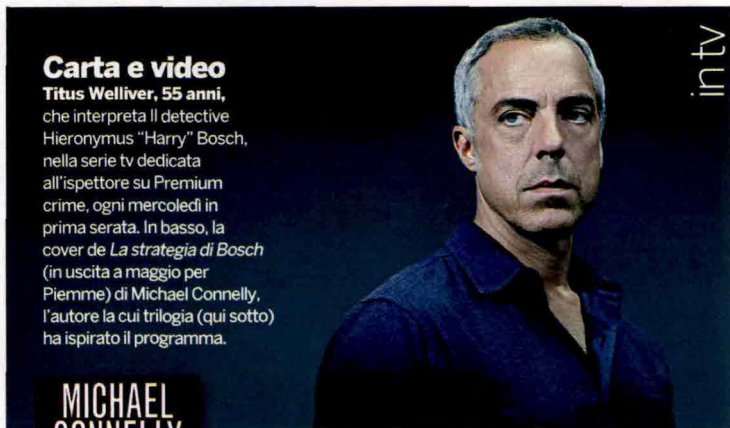 in tv
Carta e video
Titus Welliver, 55 anni,
che interpreta Il detective
Hieronymus “Harry” Bosch,
nella serie tv dedicata
all’ispettore su Premium
crime, ogni mercoledì in
prima serata. In basso, la
cover de La strategia di Bosch
(in uscita a maggio per
Piemme) di Michael Connelly,
l’autore la cui trilogia (qui sotto)
ha ispirato il programma.
MICHAEL
CONNELLY